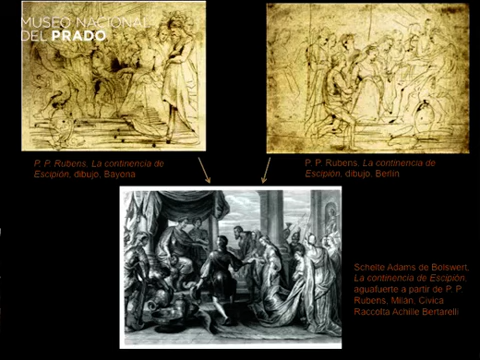 MUSEO NACIONAL
DEL PRADO
P. P. Rubens. La continencia de
Escipión, dibujo, Bayona
P. P. Rubens. La continencia de
Escipión, dibujo, Berlín
Schelte Adams de Bolswert,
La continencia de Escipión,
aguafuerte a partir de P. P.
Rubens, Milán, Civica
Raccolta Achille Bertarelli